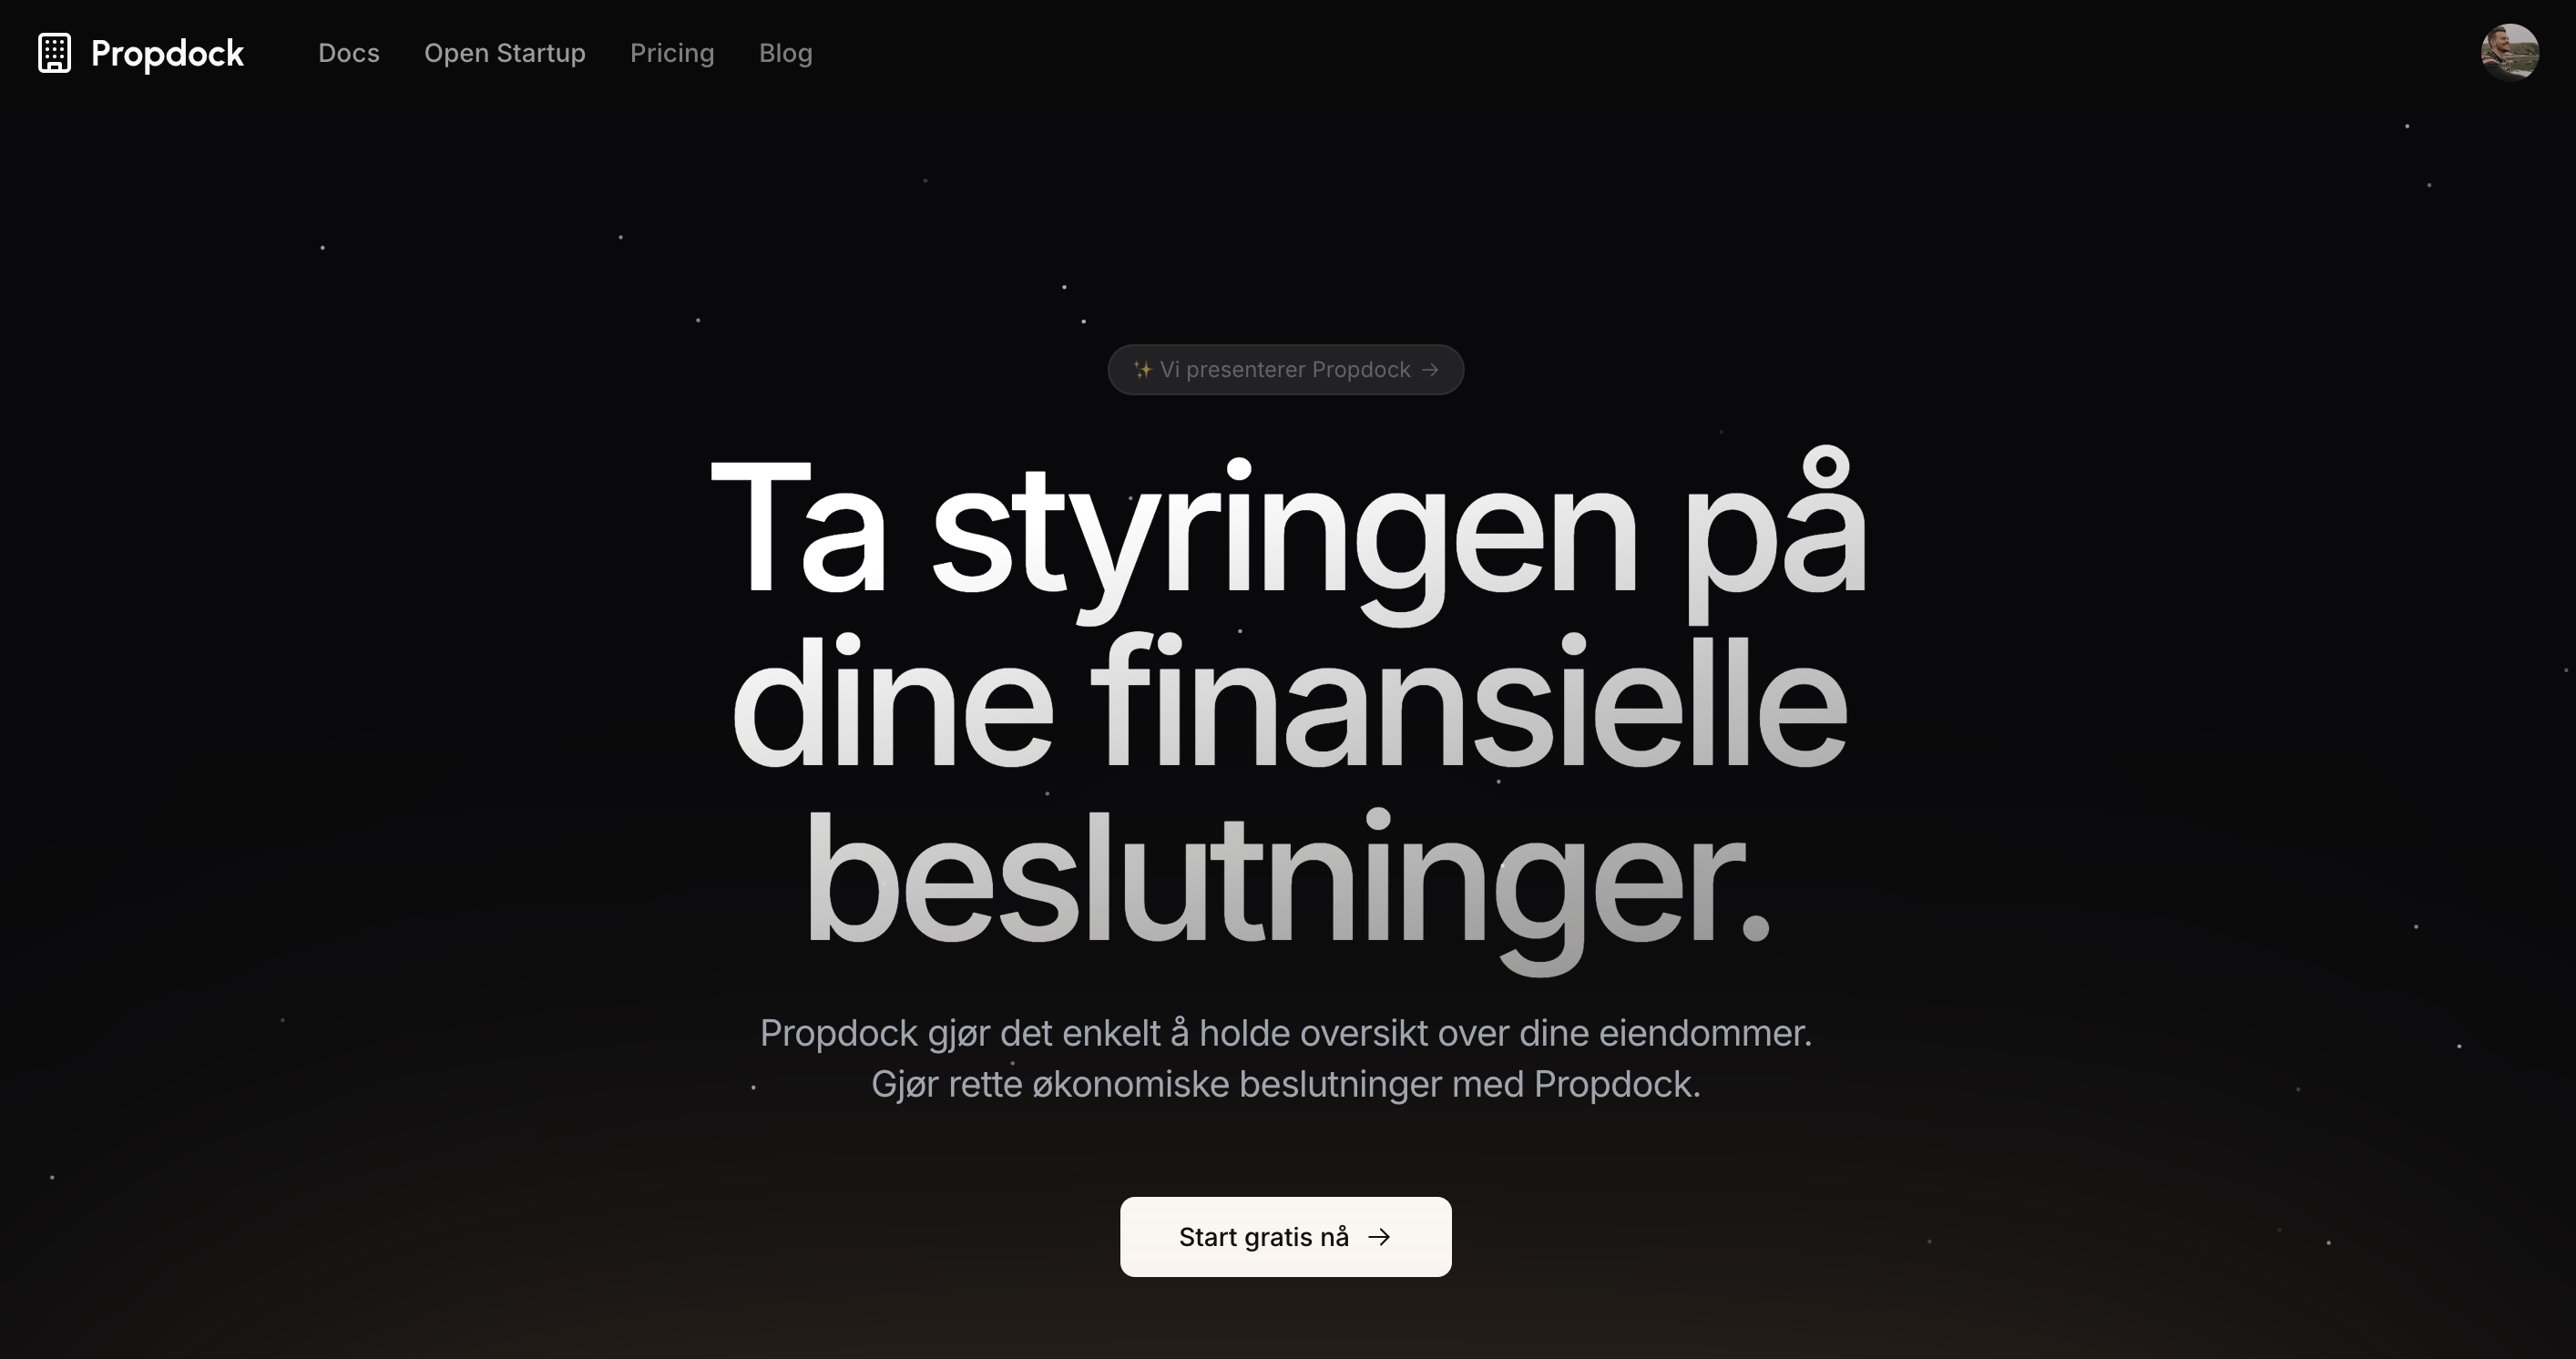 Propdock
Docs
Open Startup
Pricing
Blog
✨ Vi presenterer Propdock →
Ta styringen på
dine finansielle
beslutninger.
Propdock gjør det enkelt å holde oversikt over dine eiendommer.
Gjør rette økonomiske beslutninger med Propdock.
Start gratis nå →